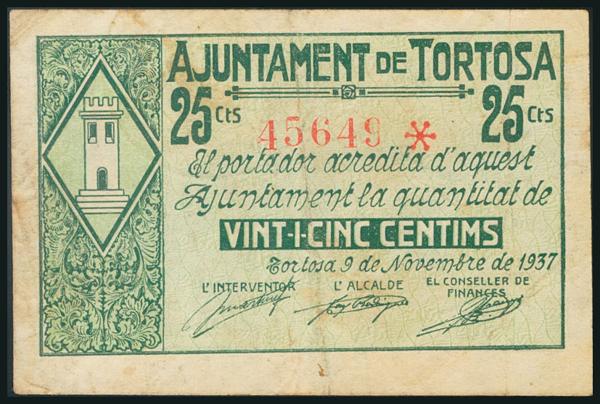 AJUNTAMENT DE TORTOSA
25 Cts 25 Cts
45649 *
El portador acredita d'aquest
Ajuntament la quantitat de
VINT-I-CINC CENTIMS
Tortosa 9 de Novembre de 1937
L'INTERVENTOR L'ALCALDE EL CONSELLER DE
FINANCES